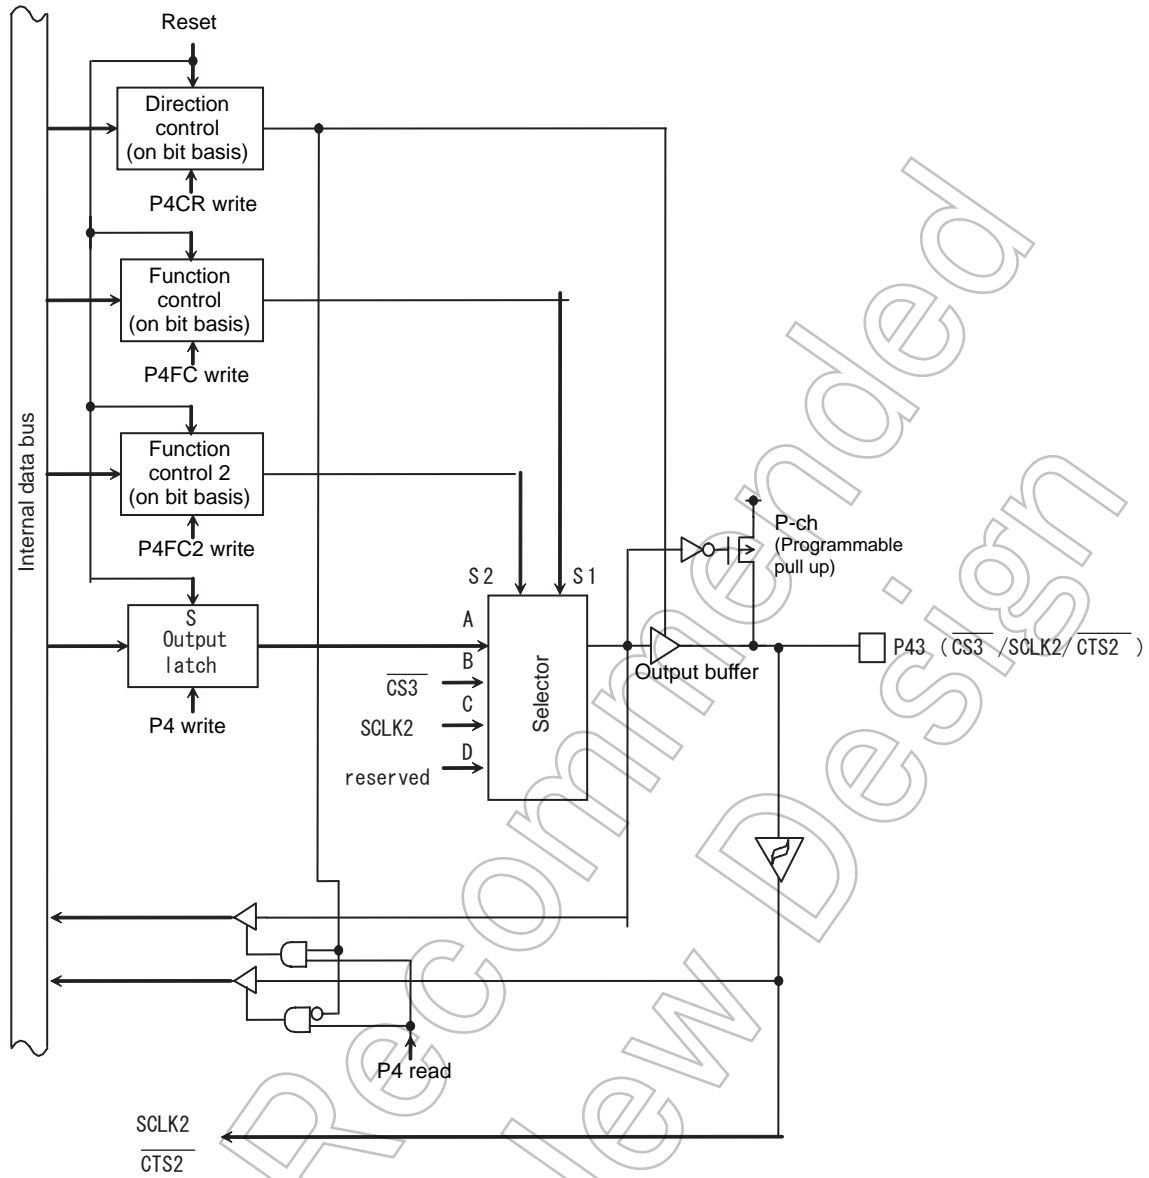 Reset
Direction
control
(on bit basis)
P4CR write
Function
control
(on bit basis)
P4FC write
Internal data bus
Function
control 2
(on bit basis)
P4FC2 write
P-ch
(Programmable
pull up)
S2
S1
S
Output
latch
P4 write
A
B
CS3
C
SCLK2
D
reserved
Selector
Output buffer
P43 (CS3/SCLK2/CTS2)
P4 read
SCLK2
CTS2
Recommended
New Design